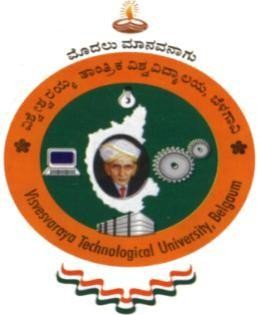 ಮೊದಲು ಮಾನವನಾಗು
ವಿಶ್ವೇಶ್ವರಯ್ಯ ತಾಂತ್ರಿಕ ವಿಶ್ವವಿದ್ಯಾಲಯ, ಬೆಳಗಾವಿ
Visvesvaraya Technological University, Belgaum